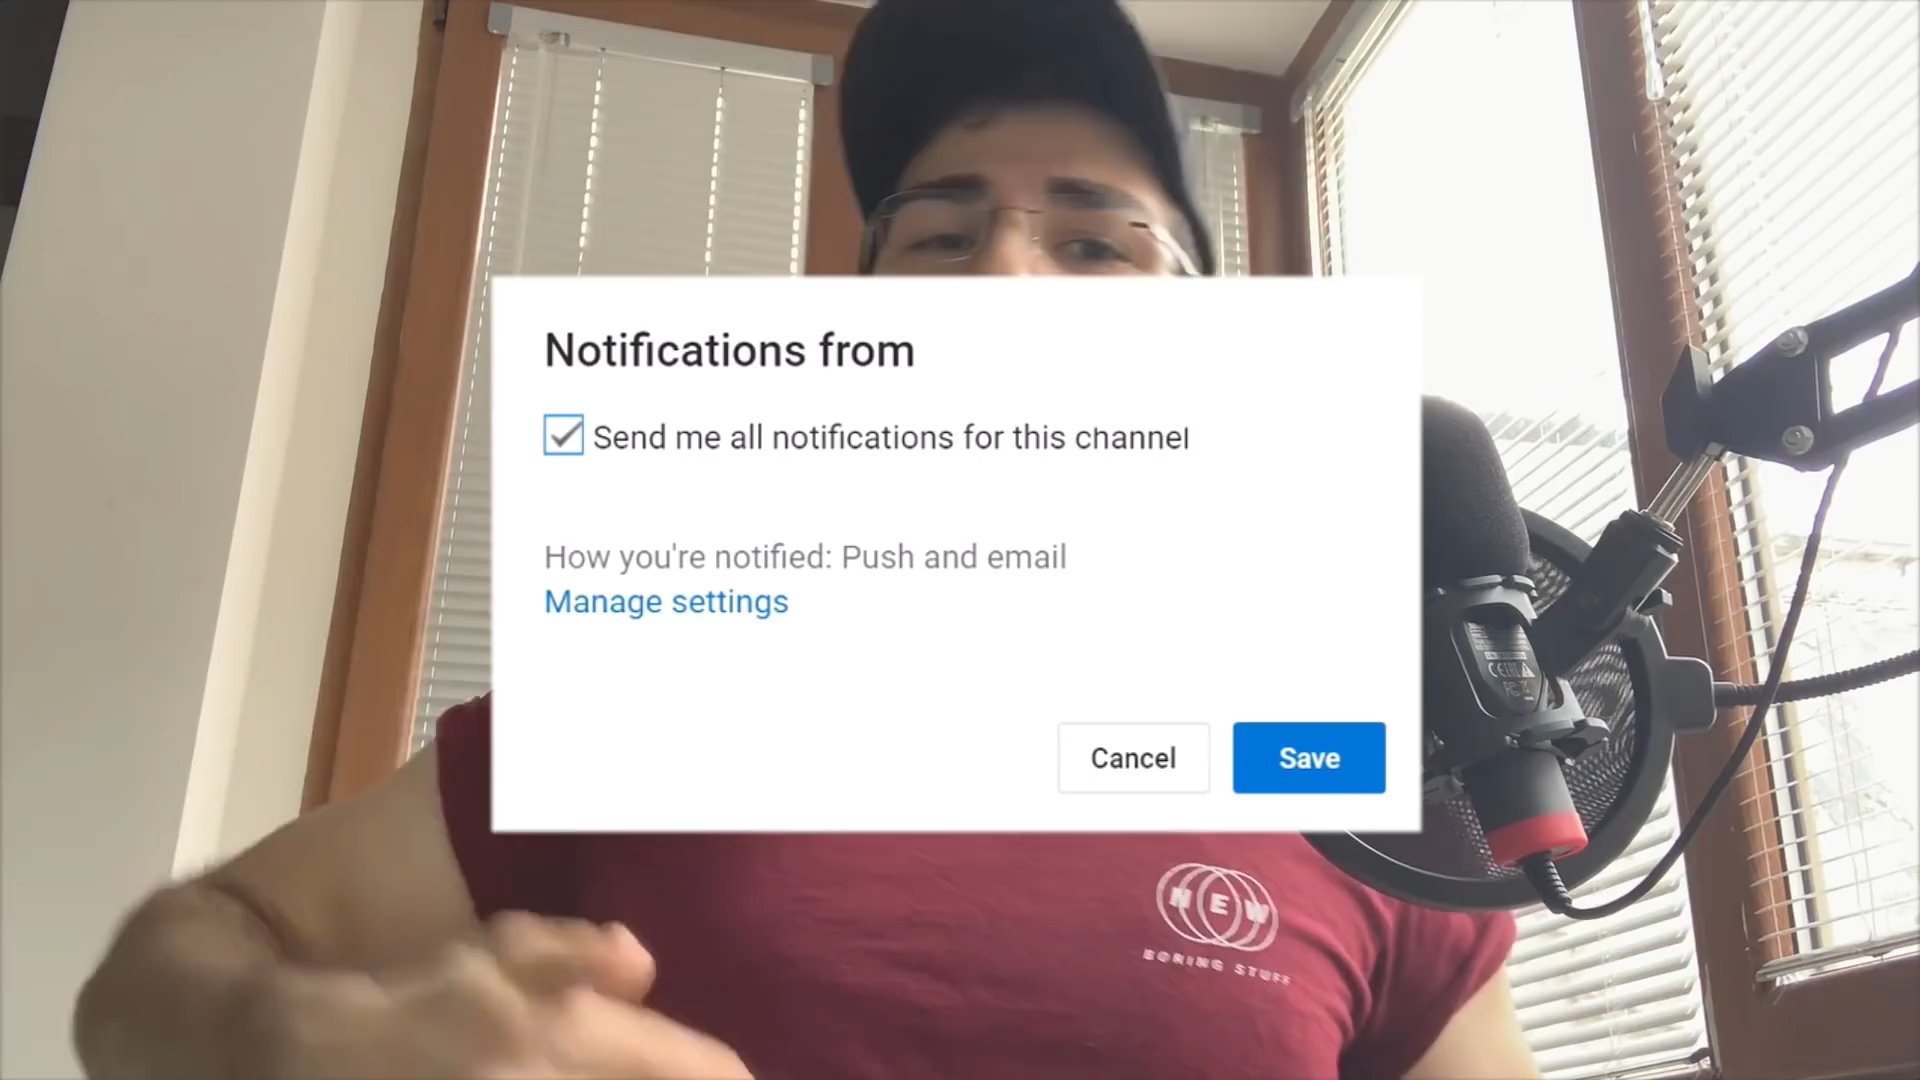 Notifications from
Send me all notifications for this channel
How you're notified: Push and email
Manage settings
Cancel
Save
NEW
BORING STUFF